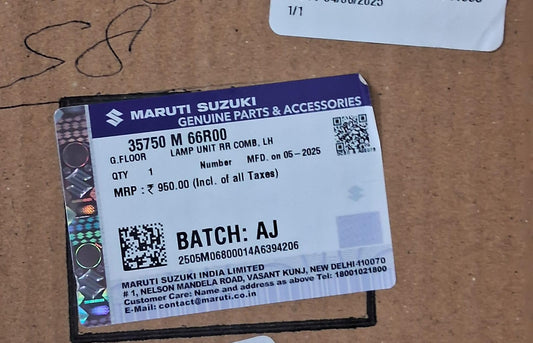 1/1
58
MARUTI SUZUKI
GENUINE PARTS & ACCESSORIES
35750 M 66R00
G.FLOOR LAMP UNIT RR COMB, LH
QTY 1 Number MFD. on 05-2025
MRP : ₹ 950.00 (Incl. of all Taxes)
BATCH: AJ
2505M06800014A6394206
MARUTI SUZUKI INDIA LIMITED
# 1, NELSON MANDELA ROAD, VASANT KUNJ, NEW DELHI-110070
Customer Care: Name and address as above Tel: 18001021800
E-Mail: contact@maruti.co.in